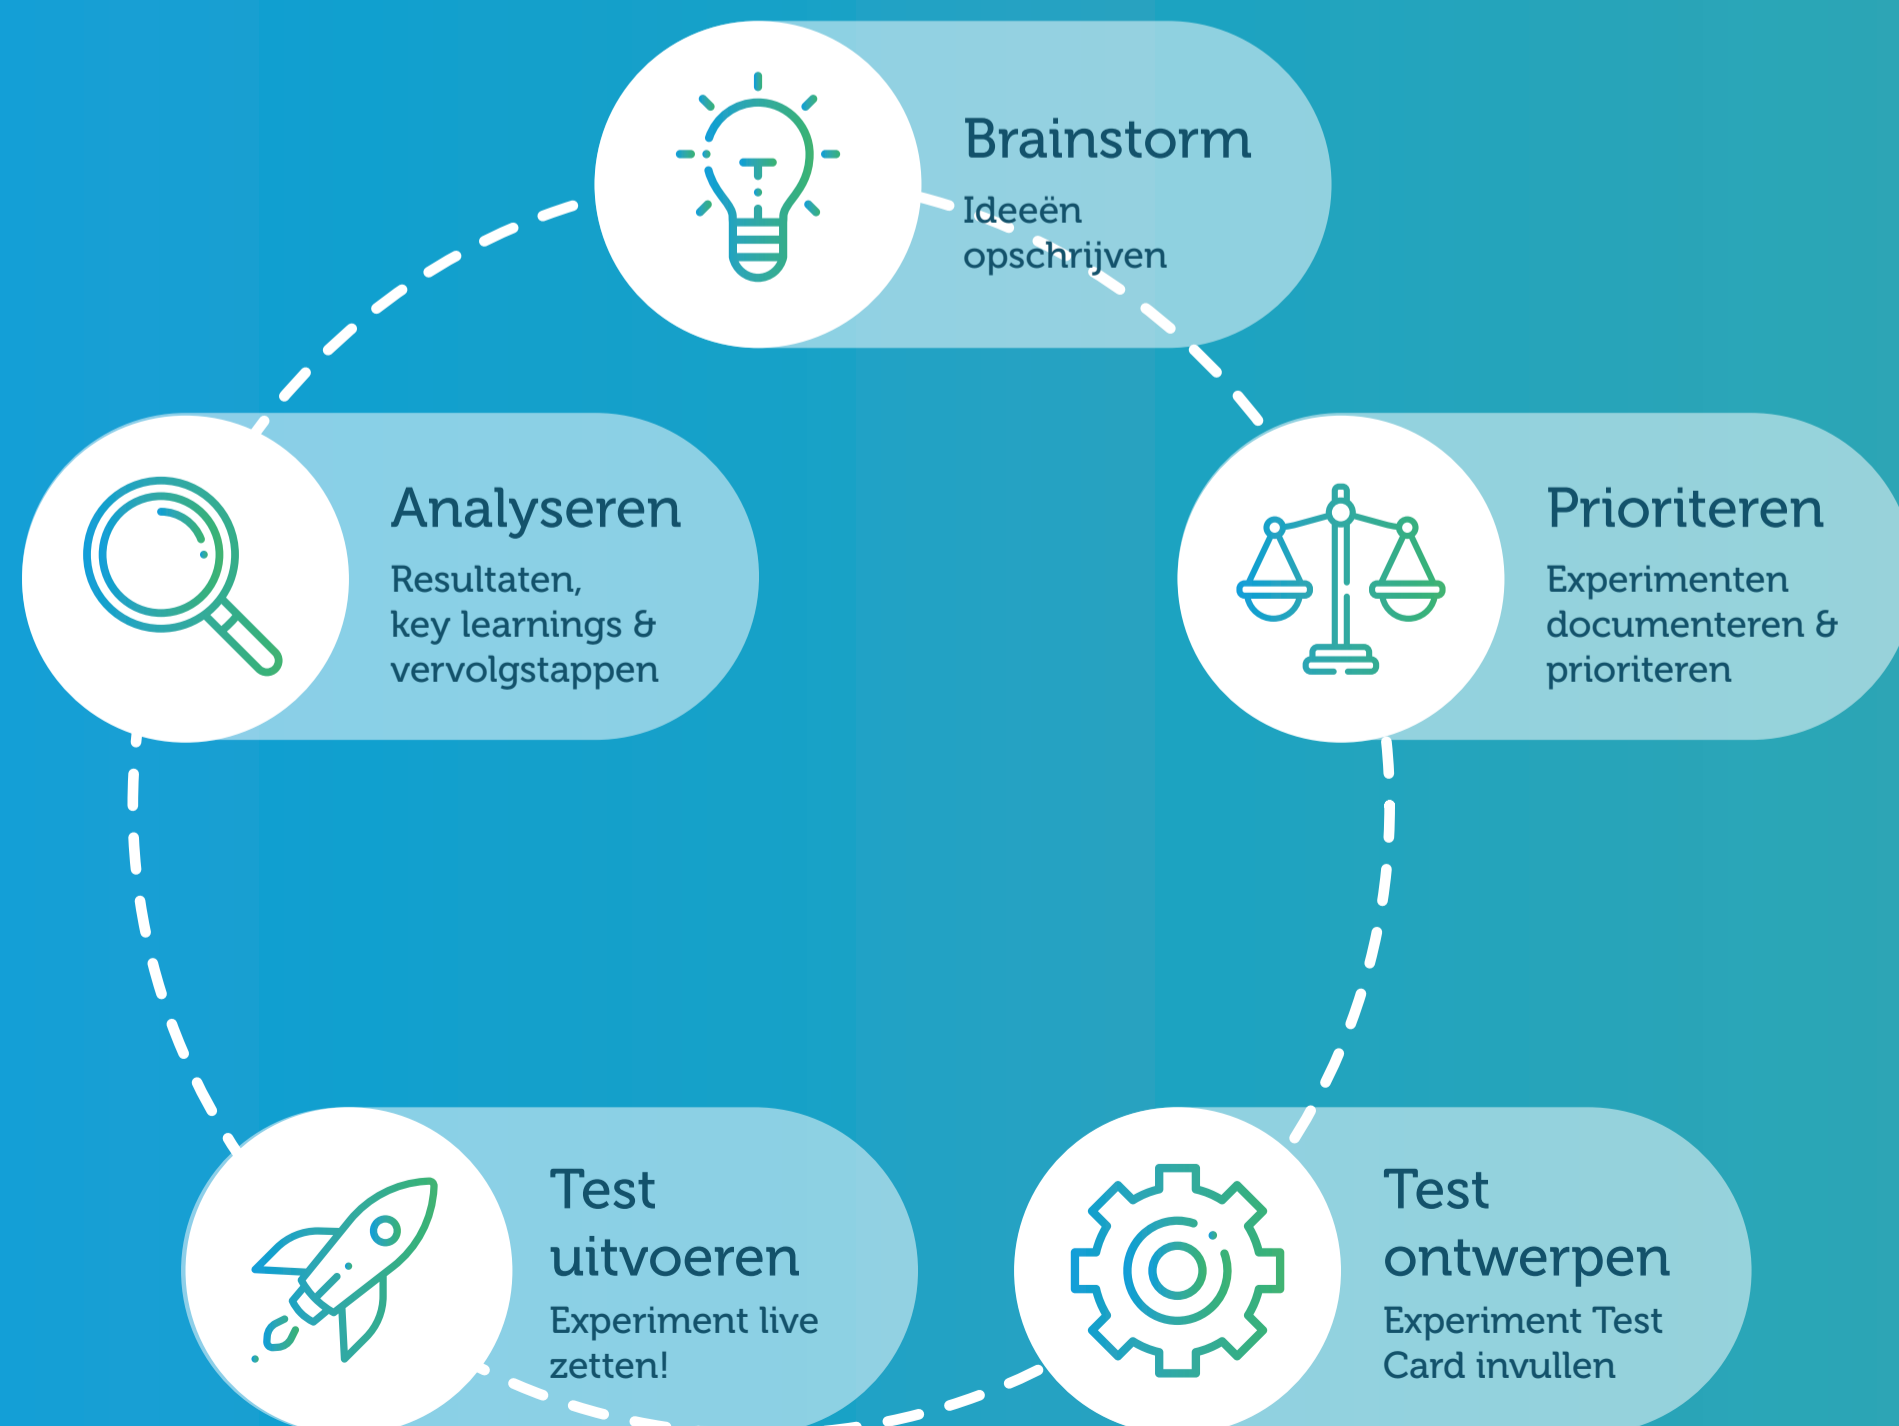 Brainstorm
Ideeën
opschrijven
Analyseren
Resultaten,
key learnings &
vervolgstappen
Prioriteren
Experimenten
documenteren &
prioriteren
Test
uitvoeren
Experiment live
zetten!
Test
ontwerpen
Experiment Test
Card invullen